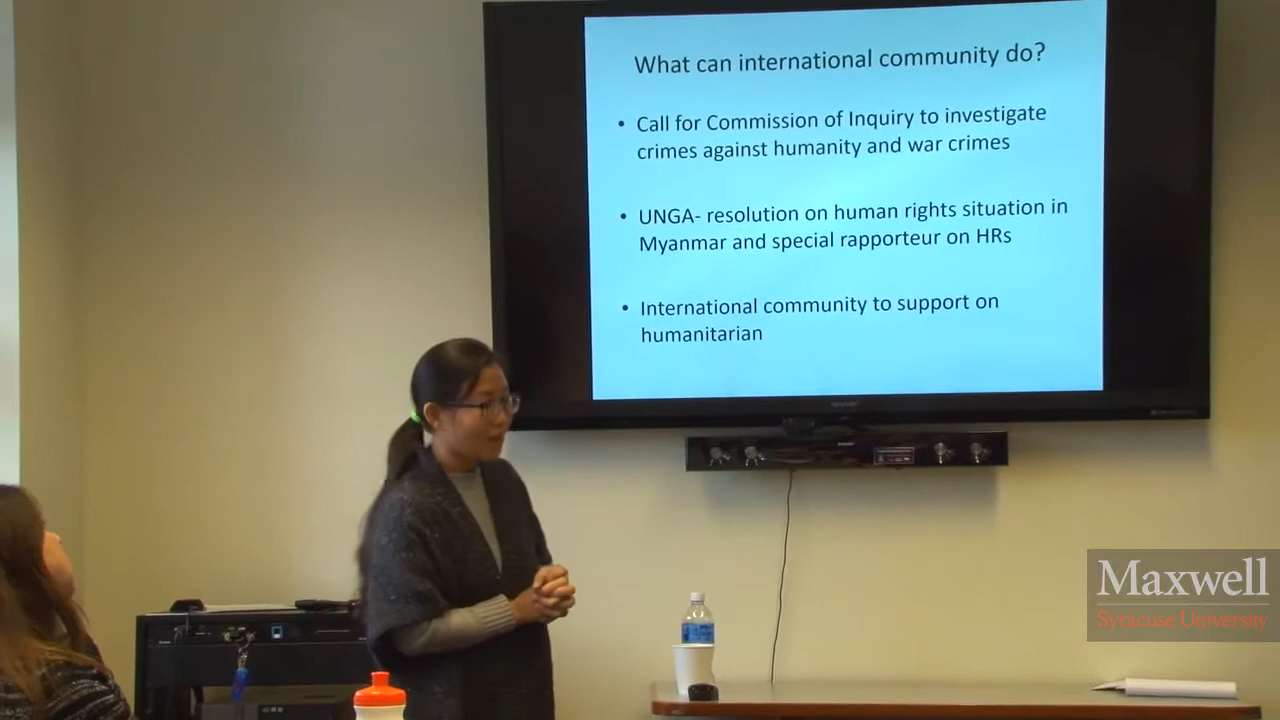 What can international community do?
• Call for Commission of Inquiry to investigate
crimes against humanity and war crimes
• UNGA- resolution on human rights situation in
Myanmar and special rapporteur on HRs
• International community to support on
humanitarian
SHARP
Maxwell
Syracuse University